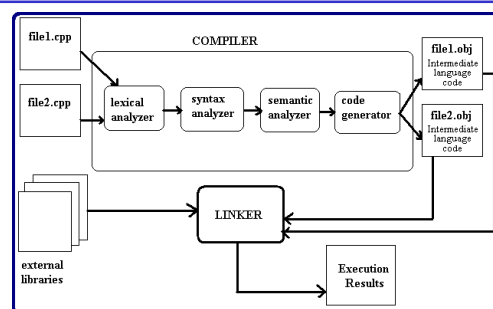 file1.cpp
COMPILER
file1.obj
Intermediate
language
code
file2.cpp
lexical
analyzer
syntax
analyzer
semantic
analyzer
code
generator
file2.obj
Intermediate
language
code
LINKER
external
libraries
Execution
Results